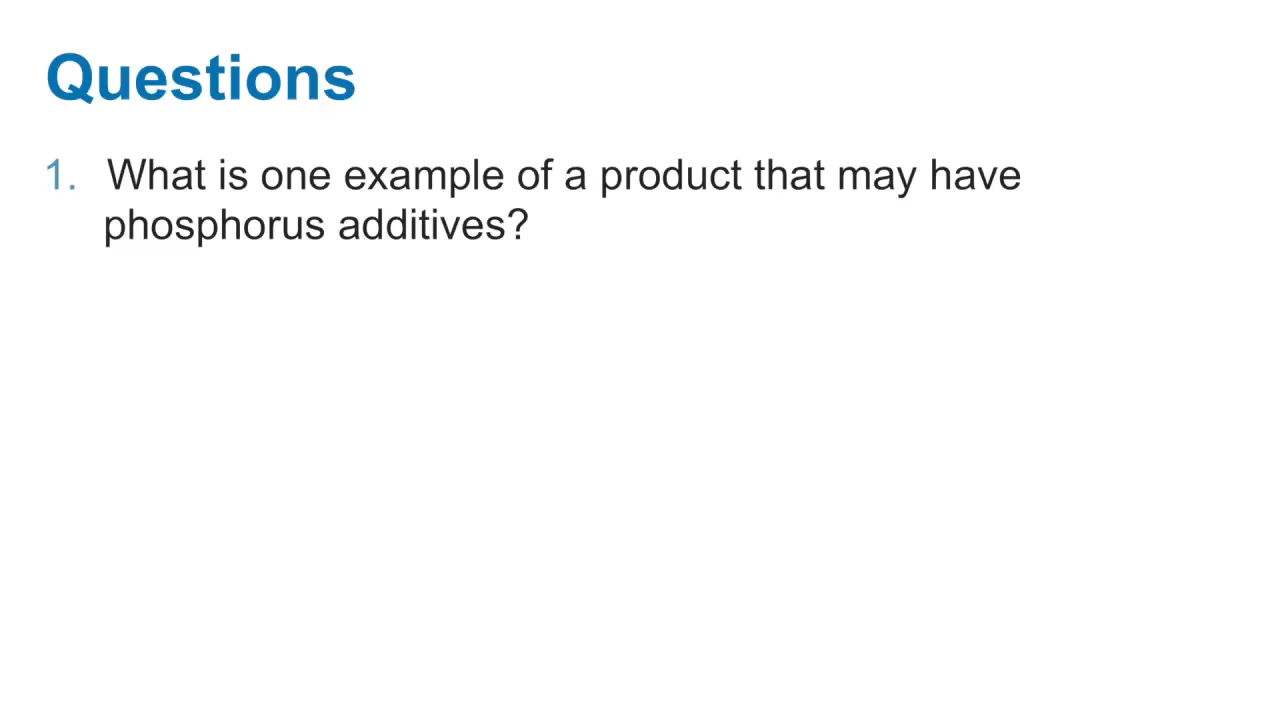 Questions
1. What is one example of a product that may have
phosphorus additives?